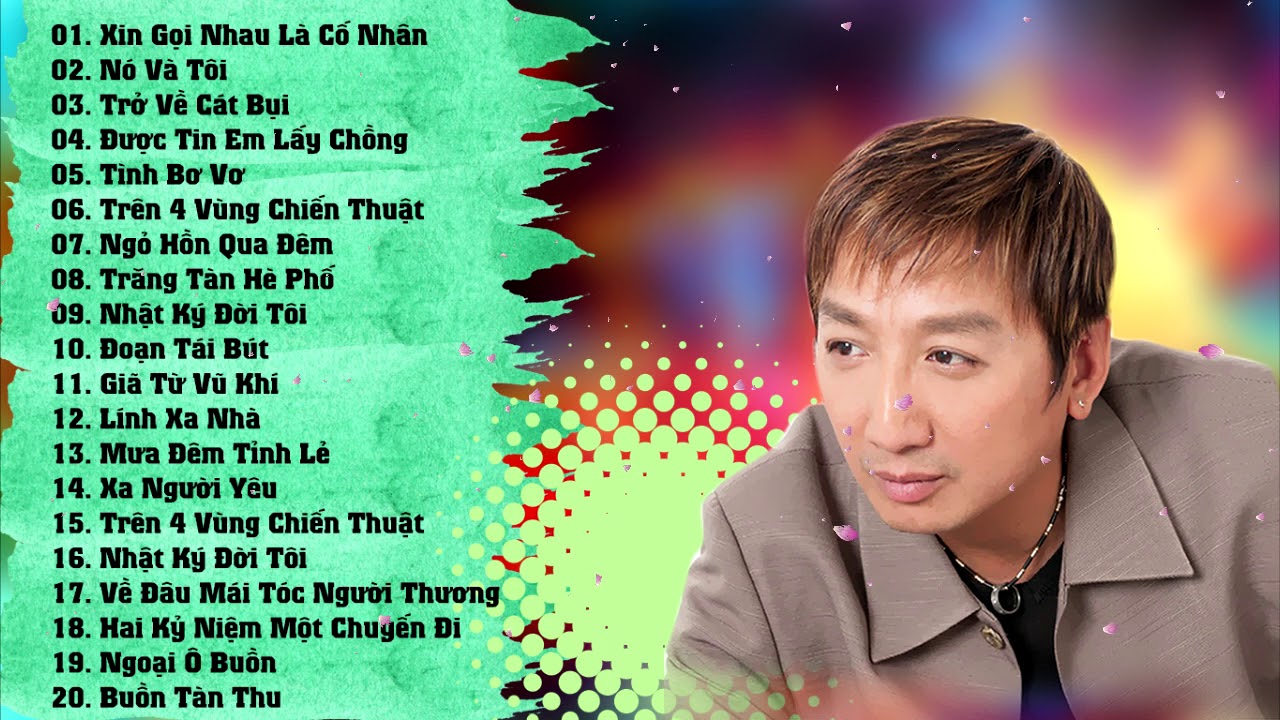 01. Xin Gọi Nhau Là Cố Nhân
02. Nó Và Tôi
03. Trở Về Cát Bụi
04. Được Tin Em Lấy Chồng
05. Tình Bơ Vơ
06. Trên 4 Vùng Chiến Thuật
07. Ngỏ Hồn Qua Đêm
08. Trăng Tàn Hè Phố
09. Nhật Ký Đời Tôi
10. Đoạn Tái Bút
11. Giã Từ Vũ Khí
12. Lính Xa Nhà
13. Mưa Đêm Tỉnh Lẻ
14. Xa Người Yêu
15. Trên 4 Vùng Chiến Thuật
16. Nhật Ký Đời Tôi
17. Về Đâu Mái Tóc Người Thương
18. Hai Kỷ Niệm Một Chuyến Đi
19. Ngoại Ô Buồn
20. Buồn Tàn Thu